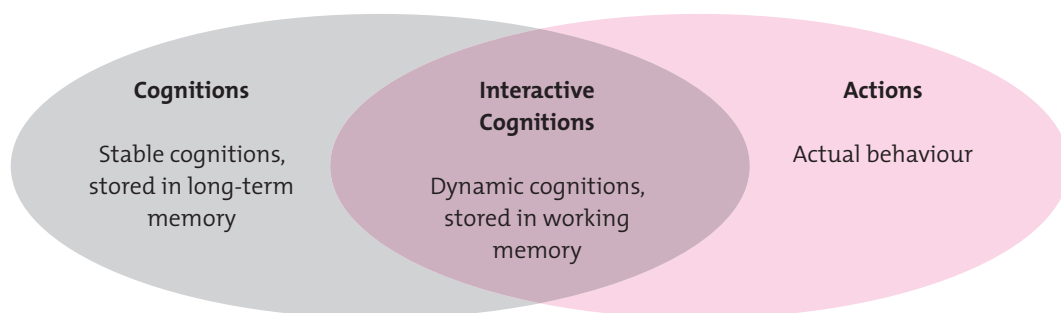 Cognitions
Stable cognitions,
stored in long-term
memory
Interactive
Cognitions
Dynamic cognitions,
stored in working
memory
Actions
Actual behaviour